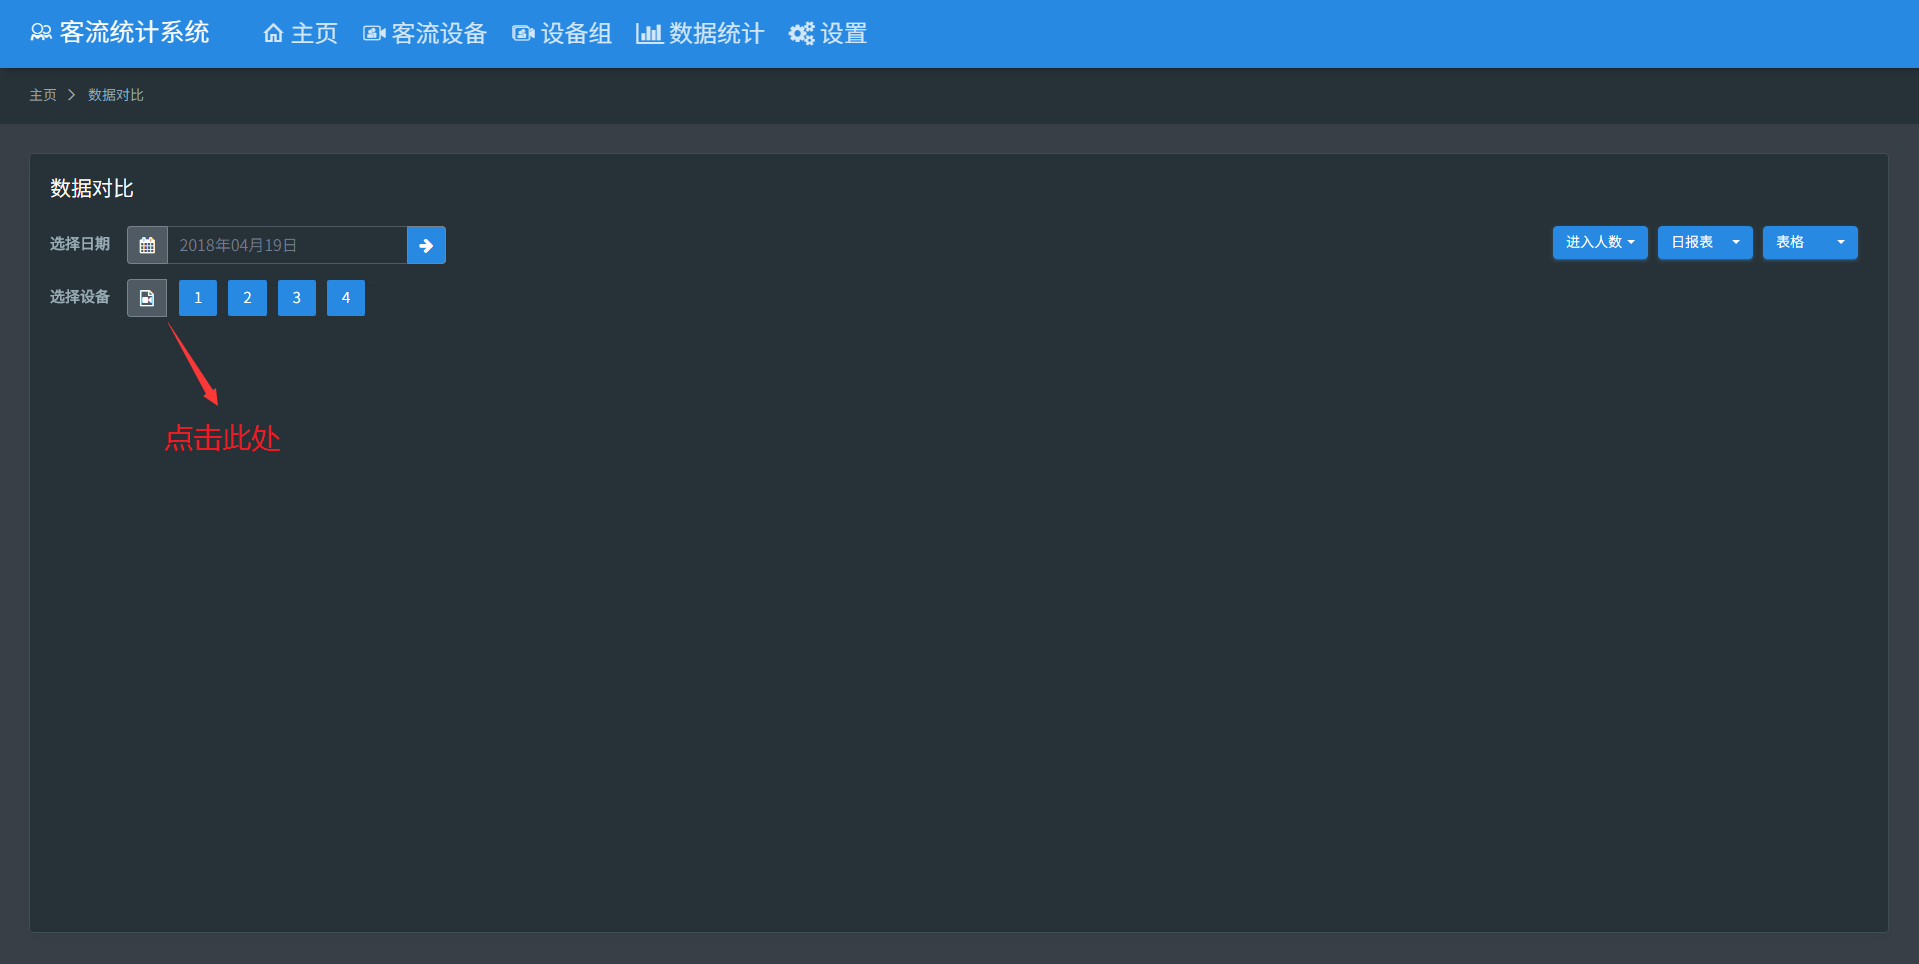 客流统计系统 主页 客流设备 设备组 数据统计 设置
主页 数据对比
数据对比
选择日期 2018年04月19日 进入人数 日报表 表格
选择设备 1 2 3 4
点击此处